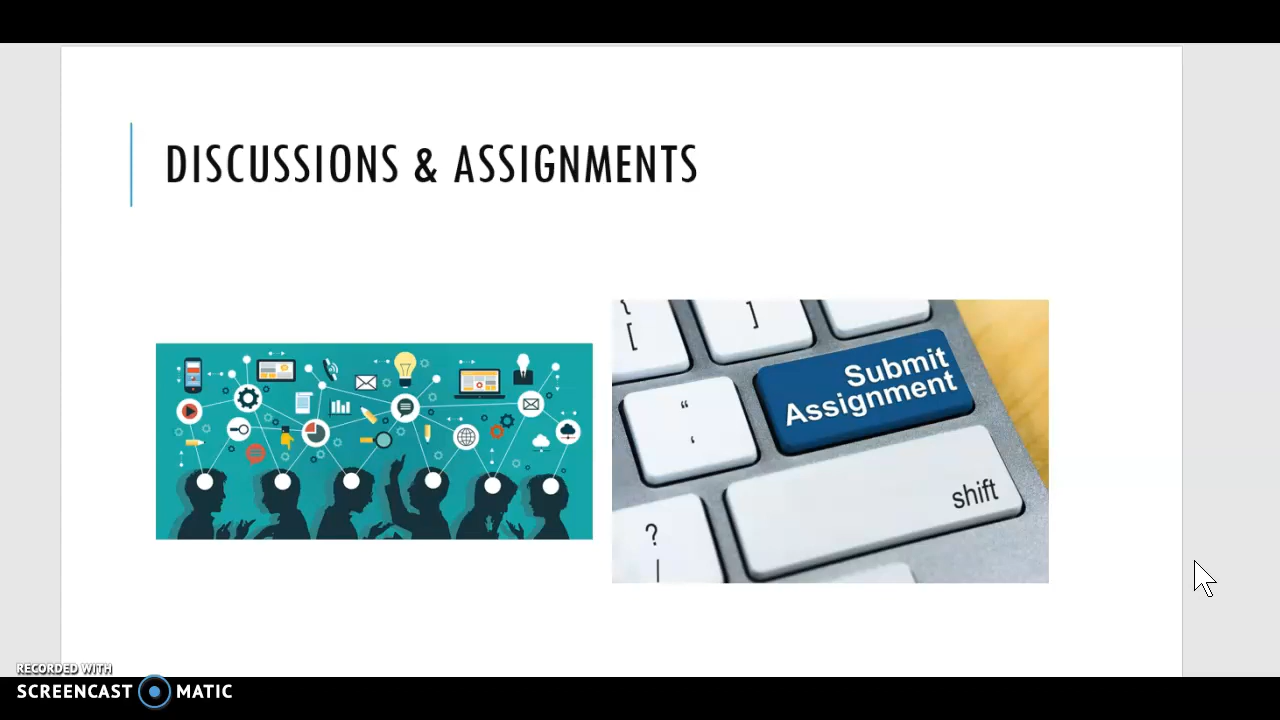 DISCUSSIONS & ASSIGNMENTS
{
[
]
Submit
Assignment
“
‘
shift
?
|
RECORDED WITH
SCREENCAST MATIC